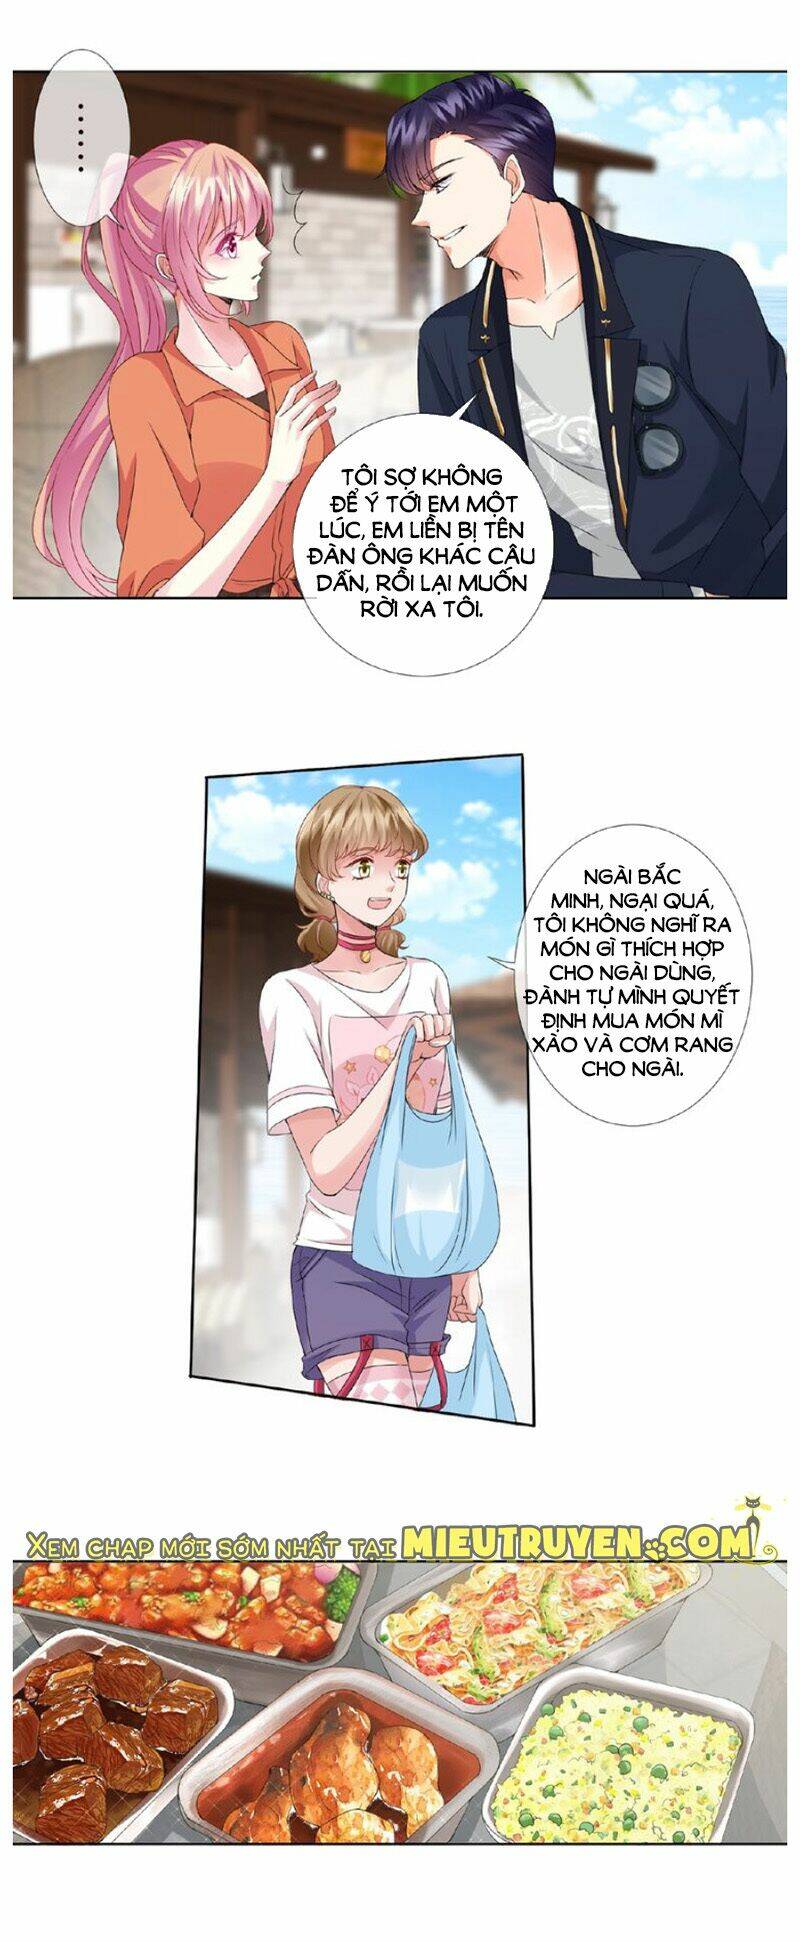 ......
TÔI SỢ KHÔNG
ĐỂ Ý TỚI EM MỘT
LÚC, EM LIỀN BỊ TÊN
ĐÀN ÔNG KHÁC CÂU
DẪN, RỒI LẠI MUỐN
RỜI XA TÔI.
NGÀI BẮC
MINH, NGẠI QUÁ,
TÔI KHÔNG NGHĨ RA
MÓN GÌ THÍCH HỢP
CHO NGÀI DÙNG,
ĐÀNH TỰ MÌNH QUYẾT
ĐỊNH MUA MÓN MÌ
XÀO VÀ CƠM RANG
CHO NGÀI.
XEM CHAP MỚI SỚM NHẤT TẠI MIEUTRUYEN.COM